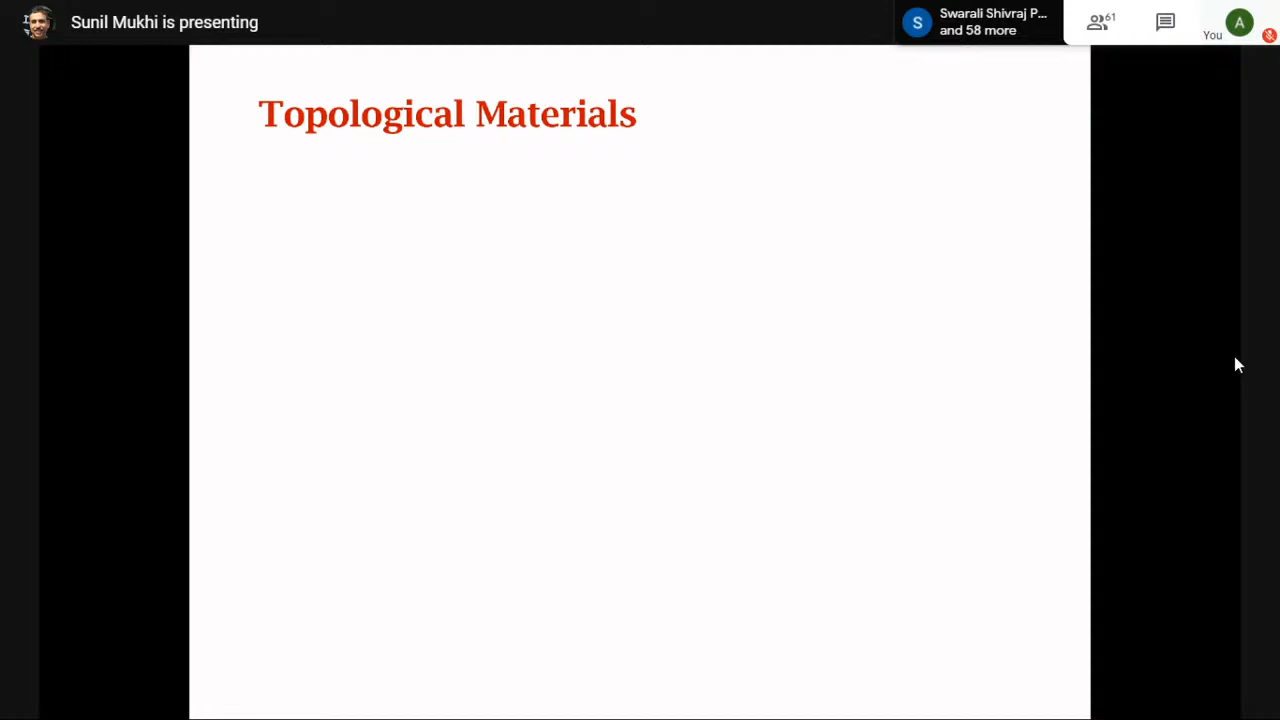 Sunil Mukhi is presenting
S
Swarali Shivraj P...
and 58 more
61
You
A
Topological Materials